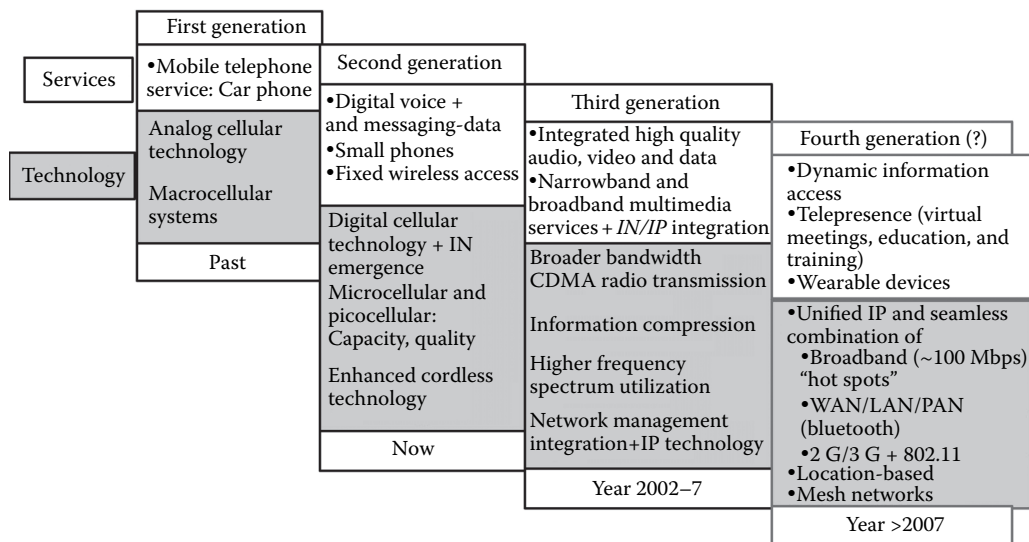 Services
Technology
First generation
•Mobile telephone
service: Car phone
Analog cellular
technology
Macrocellular
systems
Past
Second generation
•Digital voice +
and messaging-data
•Small phones
•Fixed wireless access
Digital cellular
technology + IN
emergence
Microcellular and
picocellular:
Capacity, quality
Enhanced cordless
technology
Now
Third generation
•Integrated high quality
audio, video and data
•Narrowband and
broadband multimedia
services + IN/IP integration
Broader bandwidth
CDMA radio transmission
Information compression
Higher frequency
spectrum utilization
Network management
integration+IP technology
Year 2002–7
Fourth generation (?)
•Dynamic information
access
•Telepresence (virtual
meetings, education, and
training)
•Wearable devices
•Unified IP and seamless
combination of
•Broadband (~100 Mbps)
“hot spots”
•WAN/LAN/PAN
(bluetooth)
•2 G/3 G + 802.11
•Location-based
•Mesh networks
Year >2007